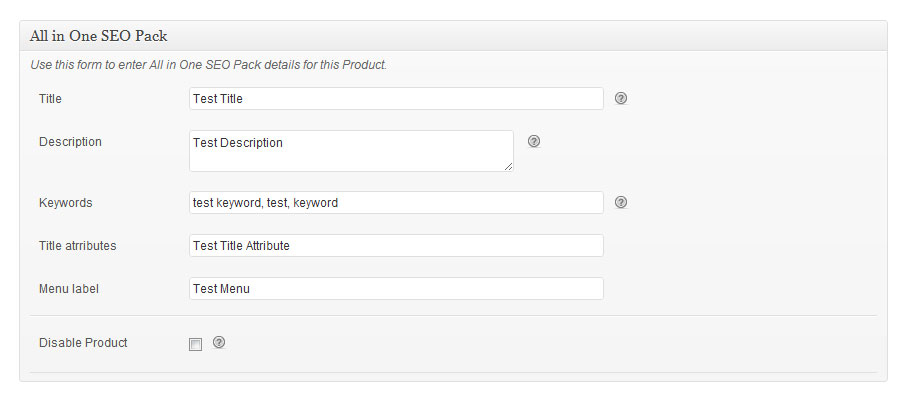 All in One SEO Pack
Use this form to enter All in One SEO Pack details for this Product.
Title Test Title ?
Description Test Description ?
Keywords test keyword, test, keyword ?
Title atrributes Test Title Attribute
Menu label Test Menu
Disable Product ?